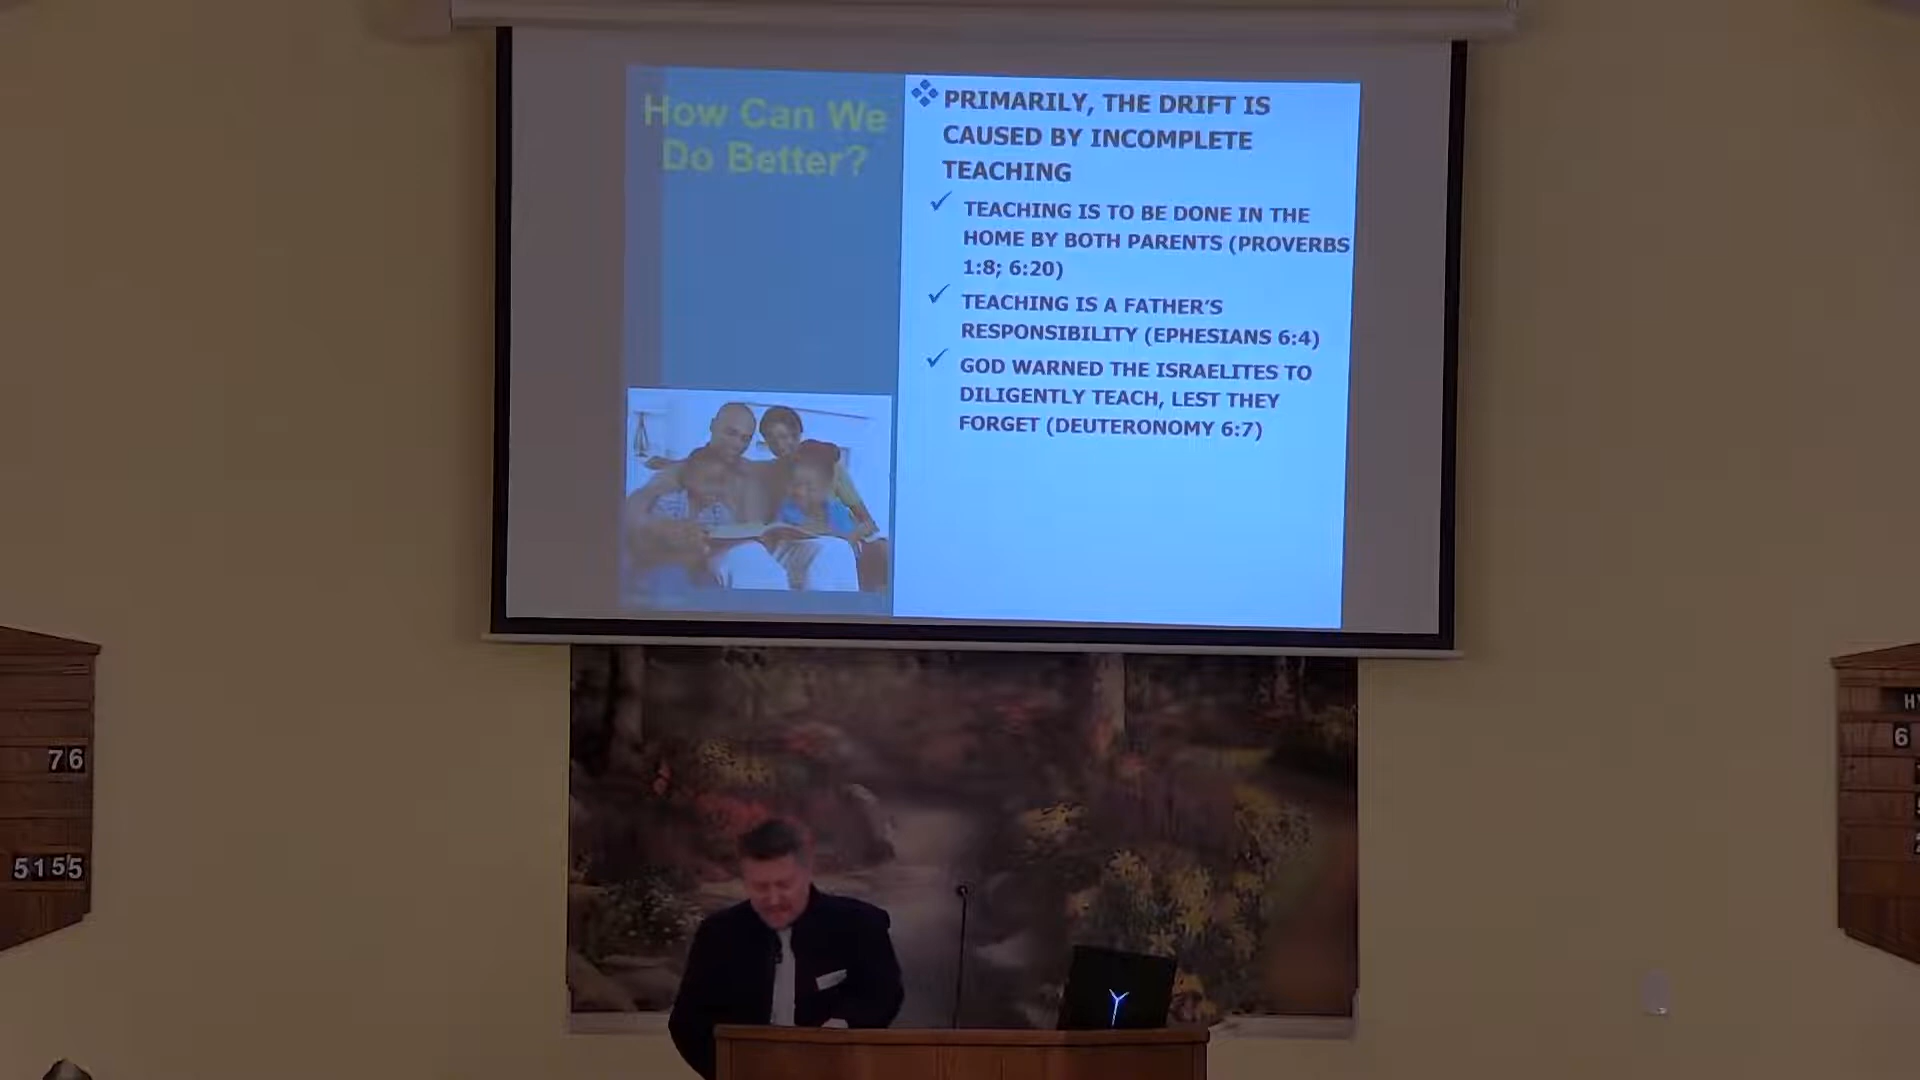 How Can We
Do Better?
PRIMARILY, THE DRIFT IS
CAUSED BY INCOMPLETE
TEACHING
TEACHING IS TO BE DONE IN THE
HOME BY BOTH PARENTS (PROVERBS
1:8; 6:20)
TEACHING IS A FATHER'S
RESPONSIBILITY (EPHESIANS 6:4)
GOD WARNED THE ISRAELITES TO
DILIGENTLY TEACH, LEST THEY
FORGET (DEUTERONOMY 6:7)
76
5155
HY
6